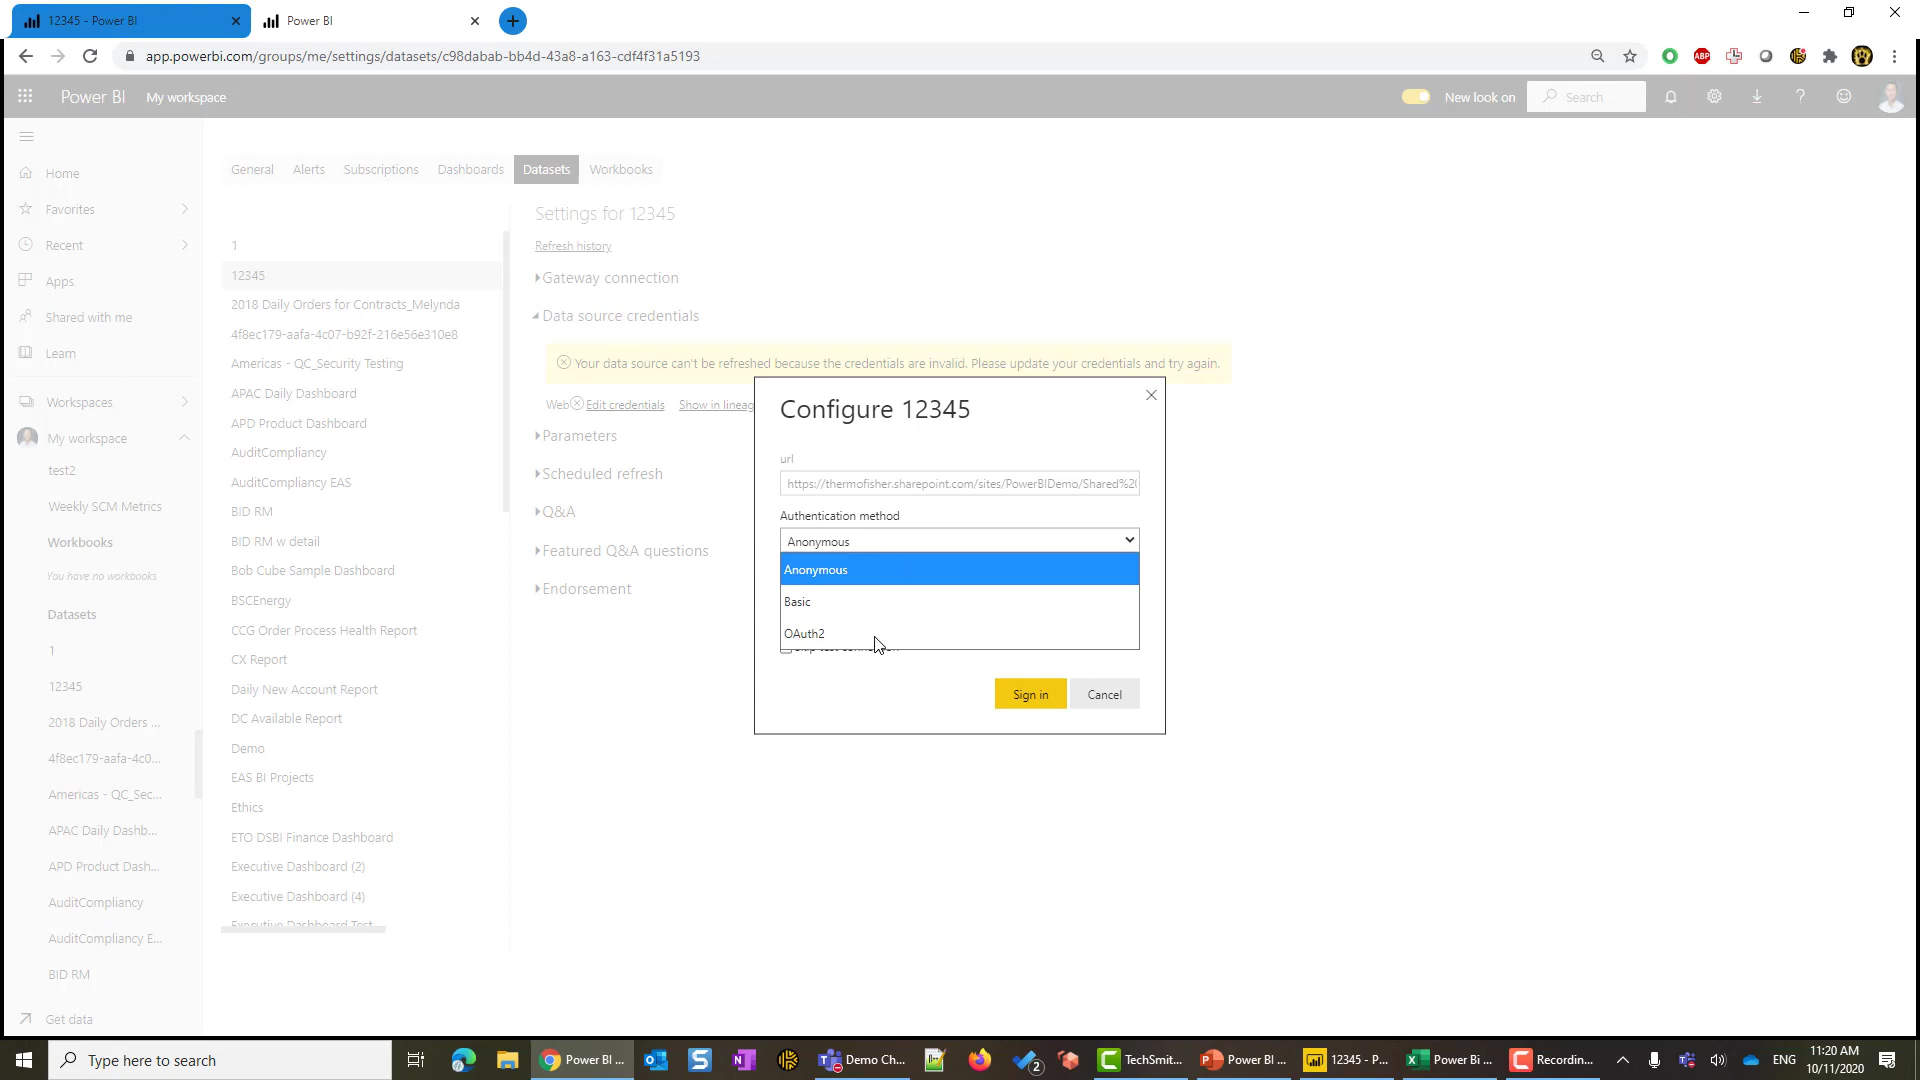 12345 - Power BI
Power BI
app.powerbi.com/groups/me/settings/datasets/c98dabab-bb4d-43a8-a163-cdf4f31a5193
Power BI
My workspace
New look on
Search
Home
Favorites
Recent
Apps
Shared with me
Learn
Workspaces
My workspace
test2
Weekly SCM Metrics
Workbooks
You have no workbooks
Datasets
1
12345
2018 Daily Orders ...
4f8ec179-aafa-4c0...
Americas - QC_Sec...
APAC Daily Dashb...
APD Product Dash...
AuditCompliancy
AuditCompliancy E...
BID RM
Get data
General
Alerts
Subscriptions
Dashboards
Datasets
Workbooks
1
12345
2018 Daily Orders for Contracts_Melynda
4f8ec179-aafa-4c07-b92f-216e56e310e8
Americas - QC_Security Testing
APAC Daily Dashboard
APD Product Dashboard
AuditCompliancy
AuditCompliancy EAS
BID RM
BID RM w detail
Bob Cube Sample Dashboard
BSCEnergy
CCG Order Process Health Report
CX Report
Daily New Account Report
DC Available Report
Demo
EAS BI Projects
Ethics
ETO DSBI Finance Dashboard
Executive Dashboard (2)
Executive Dashboard (4)
Executive Dashboard Test
Settings for 12345
Refresh history
Gateway connection
Data source credentials
Your data source can't be refreshed because the credentials are invalid. Please update your credentials and try again.
Web
Edit credentials
Show in lineag
Parameters
Scheduled refresh
Q&A
Featured Q&A questions
Endorsement
Configure 12345
url
https://thermofisher.sharepoint.com/sites/PowerBIDemo/Shared%2
Authentication method
Anonymous
Anonymous
Basic
OAuth2
Sign in
Cancel
Type here to search
Power BI ...
Demo Ch...
2
TechSmit...
Power BI ...
12345 - P...
Power Bi ...
Recordin...
ENG
11:20 AM
10/11/2020